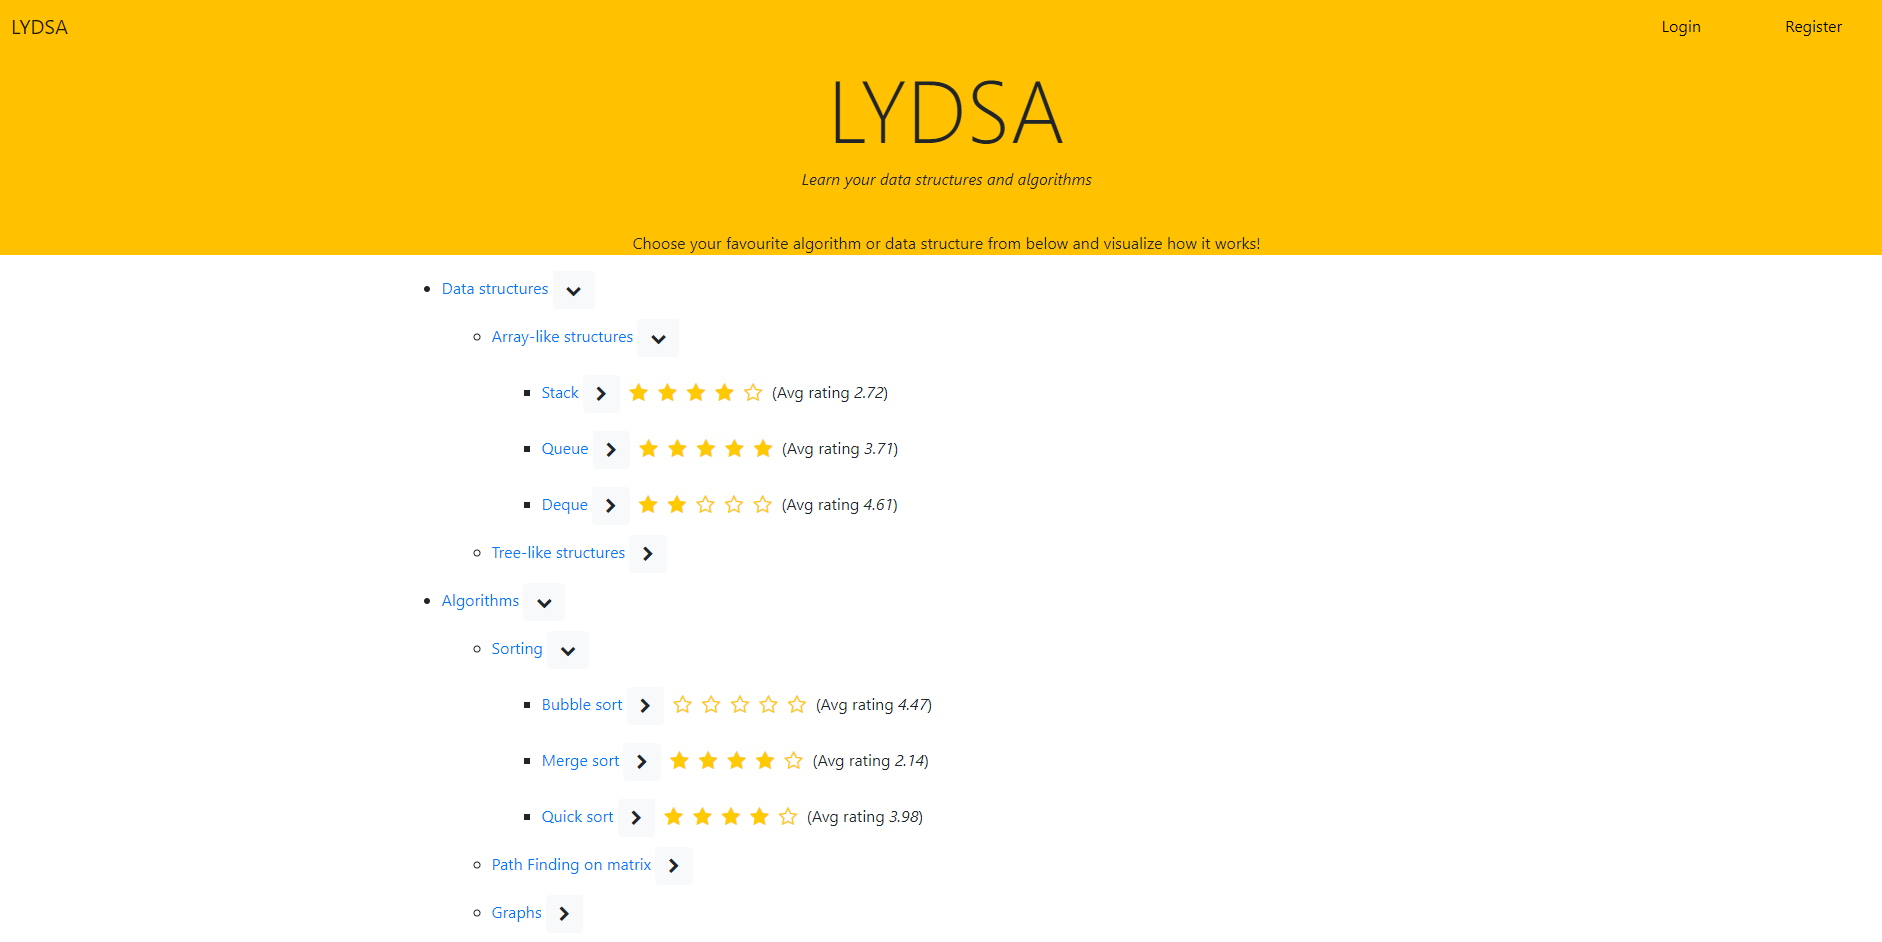 LYDSA Login Register
LYDSA
Learn your data structures and algorithms
Choose your favourite algorithm or data structure from below and visualize how it works!
Data structures
Array-like structures
Stack (Avg rating 2.72)
Queue (Avg rating 3.71)
Deque (Avg rating 4.61)
Tree-like structures
Algorithms
Sorting
Bubble sort (Avg rating 4.47)
Merge sort (Avg rating 2.14)
Quick sort (Avg rating 3.98)
Path Finding on matrix
Graphs